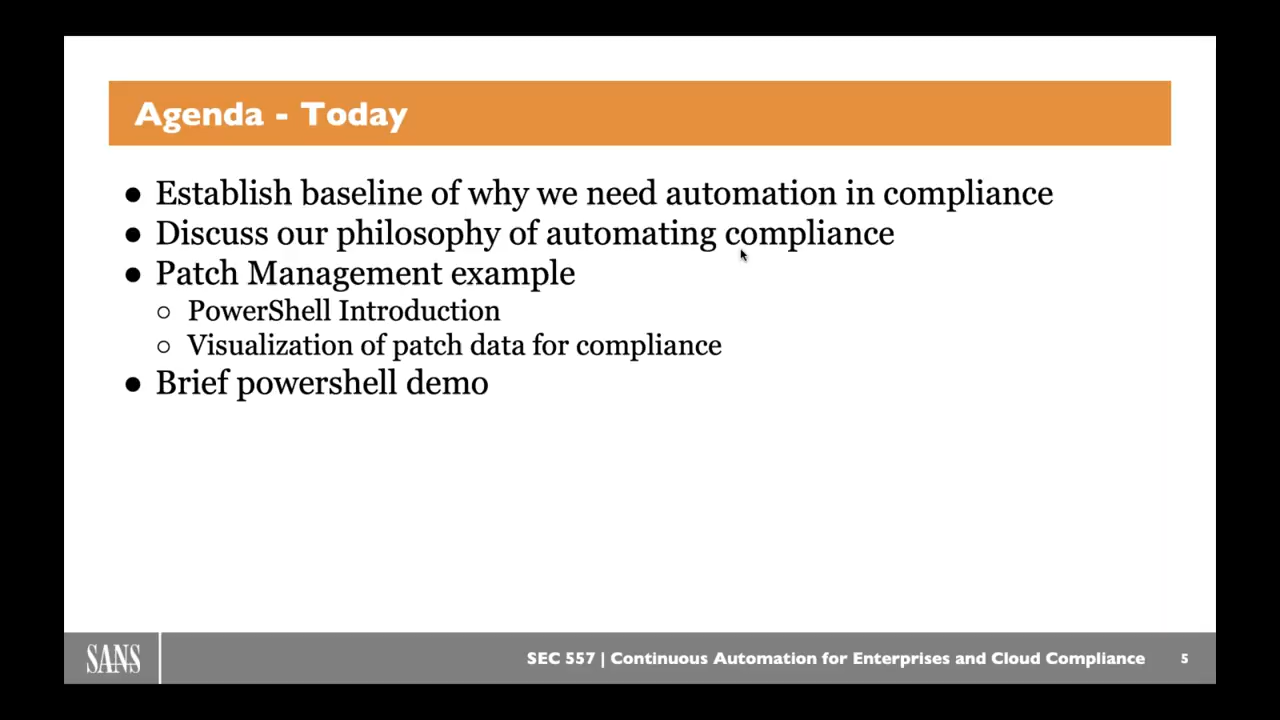 Agenda - Today
● Establish baseline of why we need automation in compliance
● Discuss our philosophy of automating compliance
● Patch Management example
○ PowerShell Introduction
○ Visualization of patch data for compliance
● Brief powershell demo
SANS
SEC 557 | Continuous Automation for Enterprises and Cloud Compliance
5